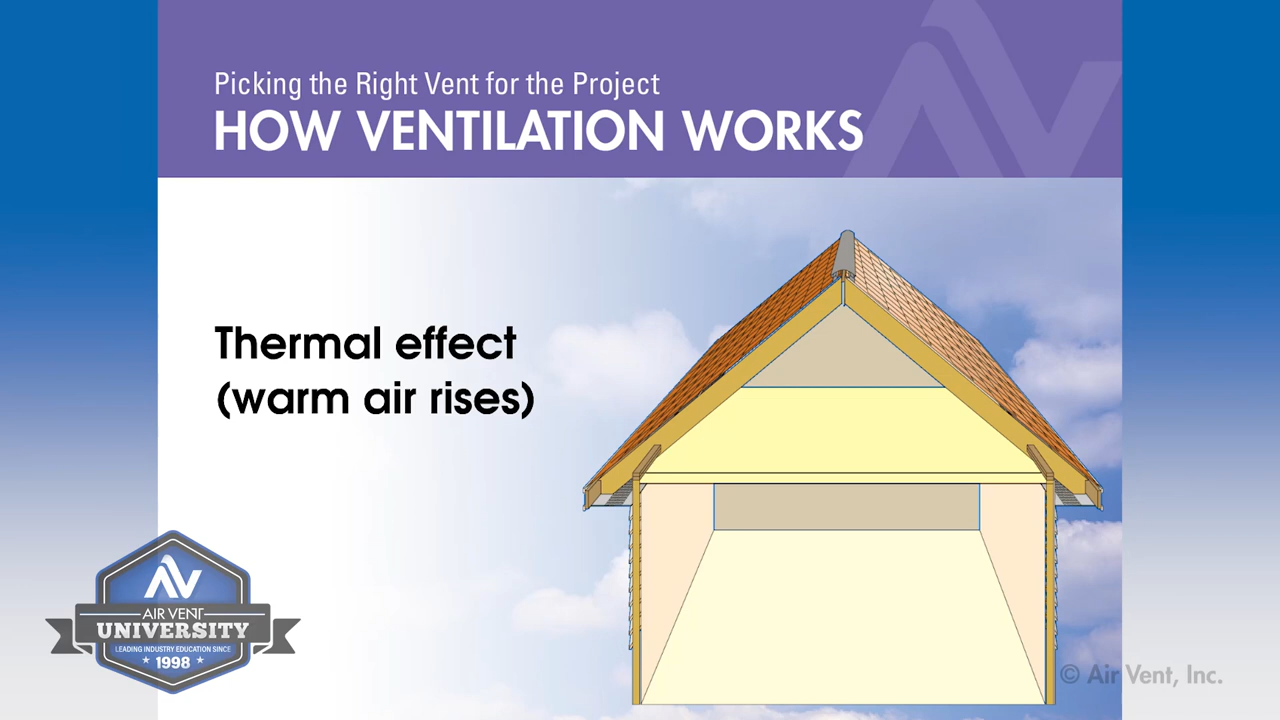 Picking the Right Vent for the Project
HOW VENTILATION WORKS
Thermal effect
(warm air rises)
AIR VENT
UNIVERSITY
LEADING INDUSTRY EDUCATION SINCE
1998
© Air Vent, Inc.